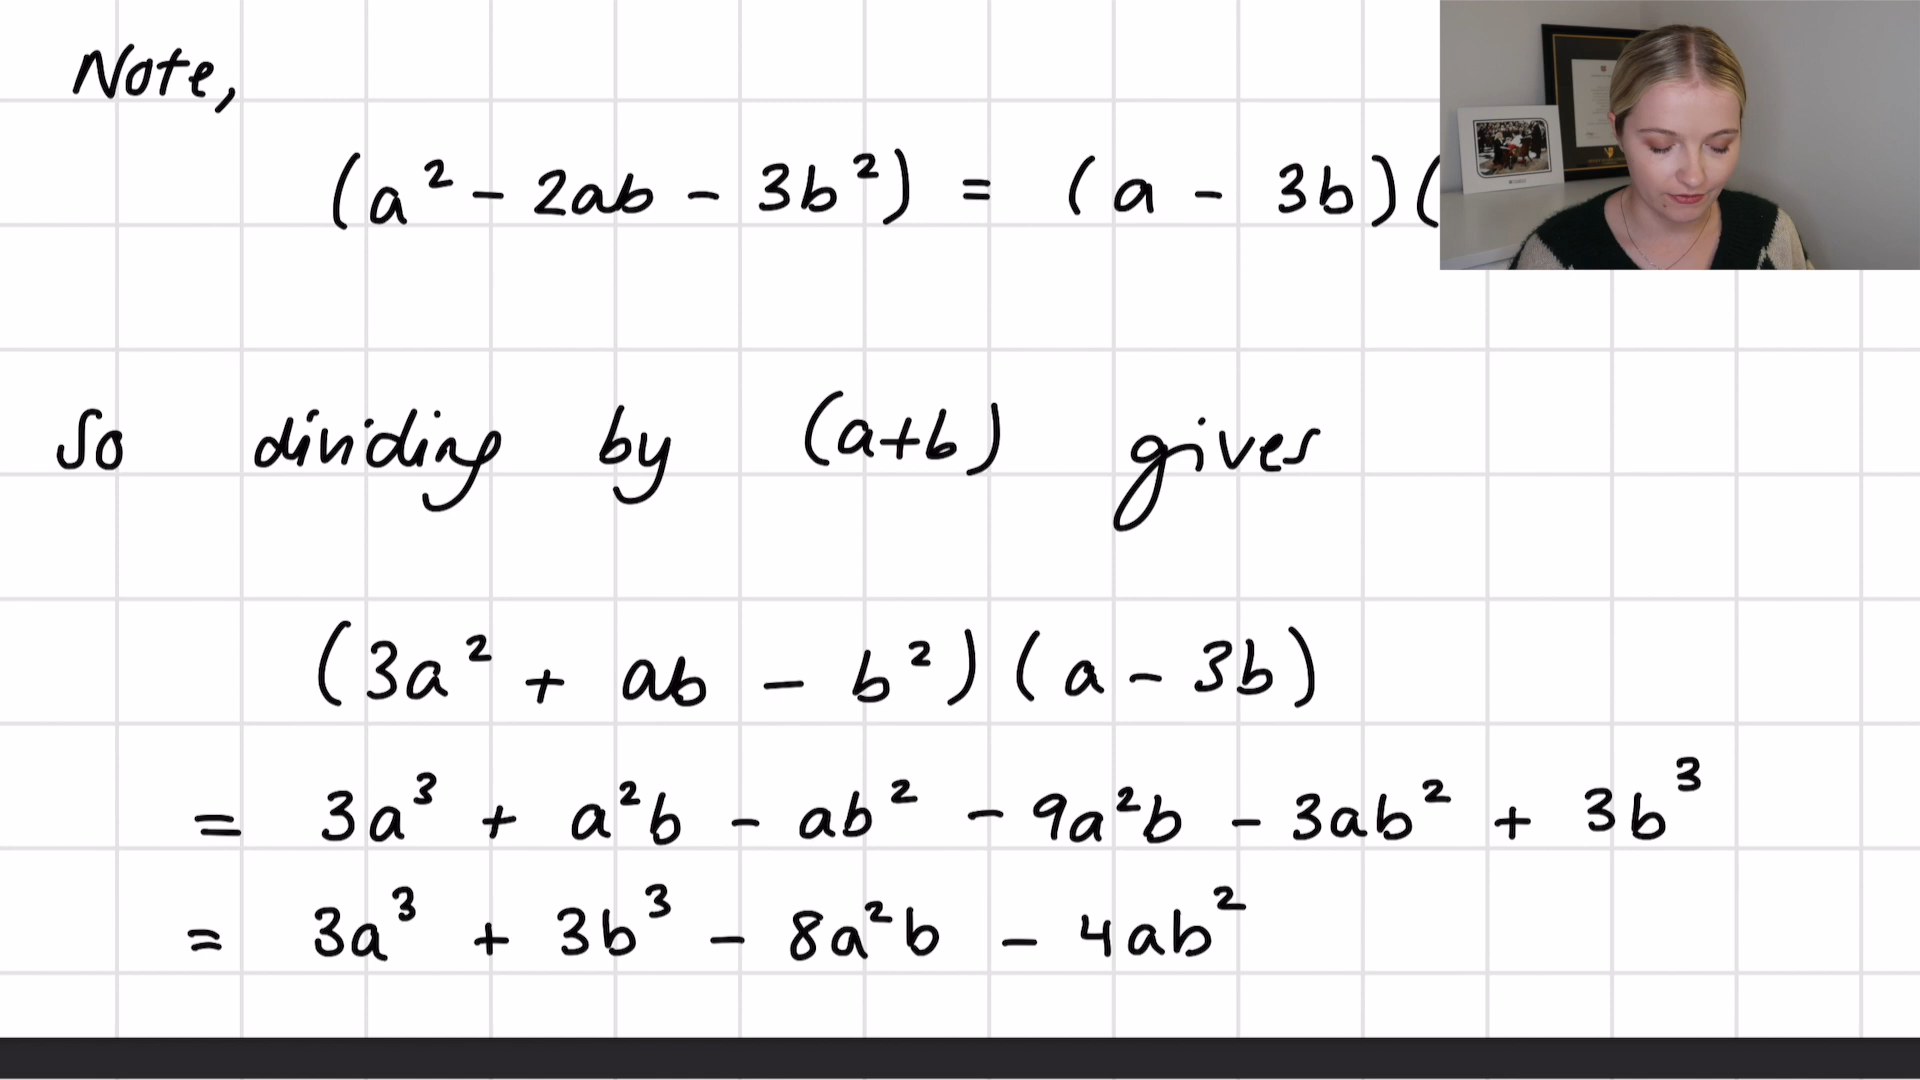 Note,
(a² - 2ab - 3b²) = (a - 3b)(
So dividing by (a+b) gives
(3a² + ab - b²)(a - 3b)
= 3a³ + a²b - ab² - 9a²b - 3ab² + 3b³
= 3a³ + 3b³ - 8a²b - 4ab²